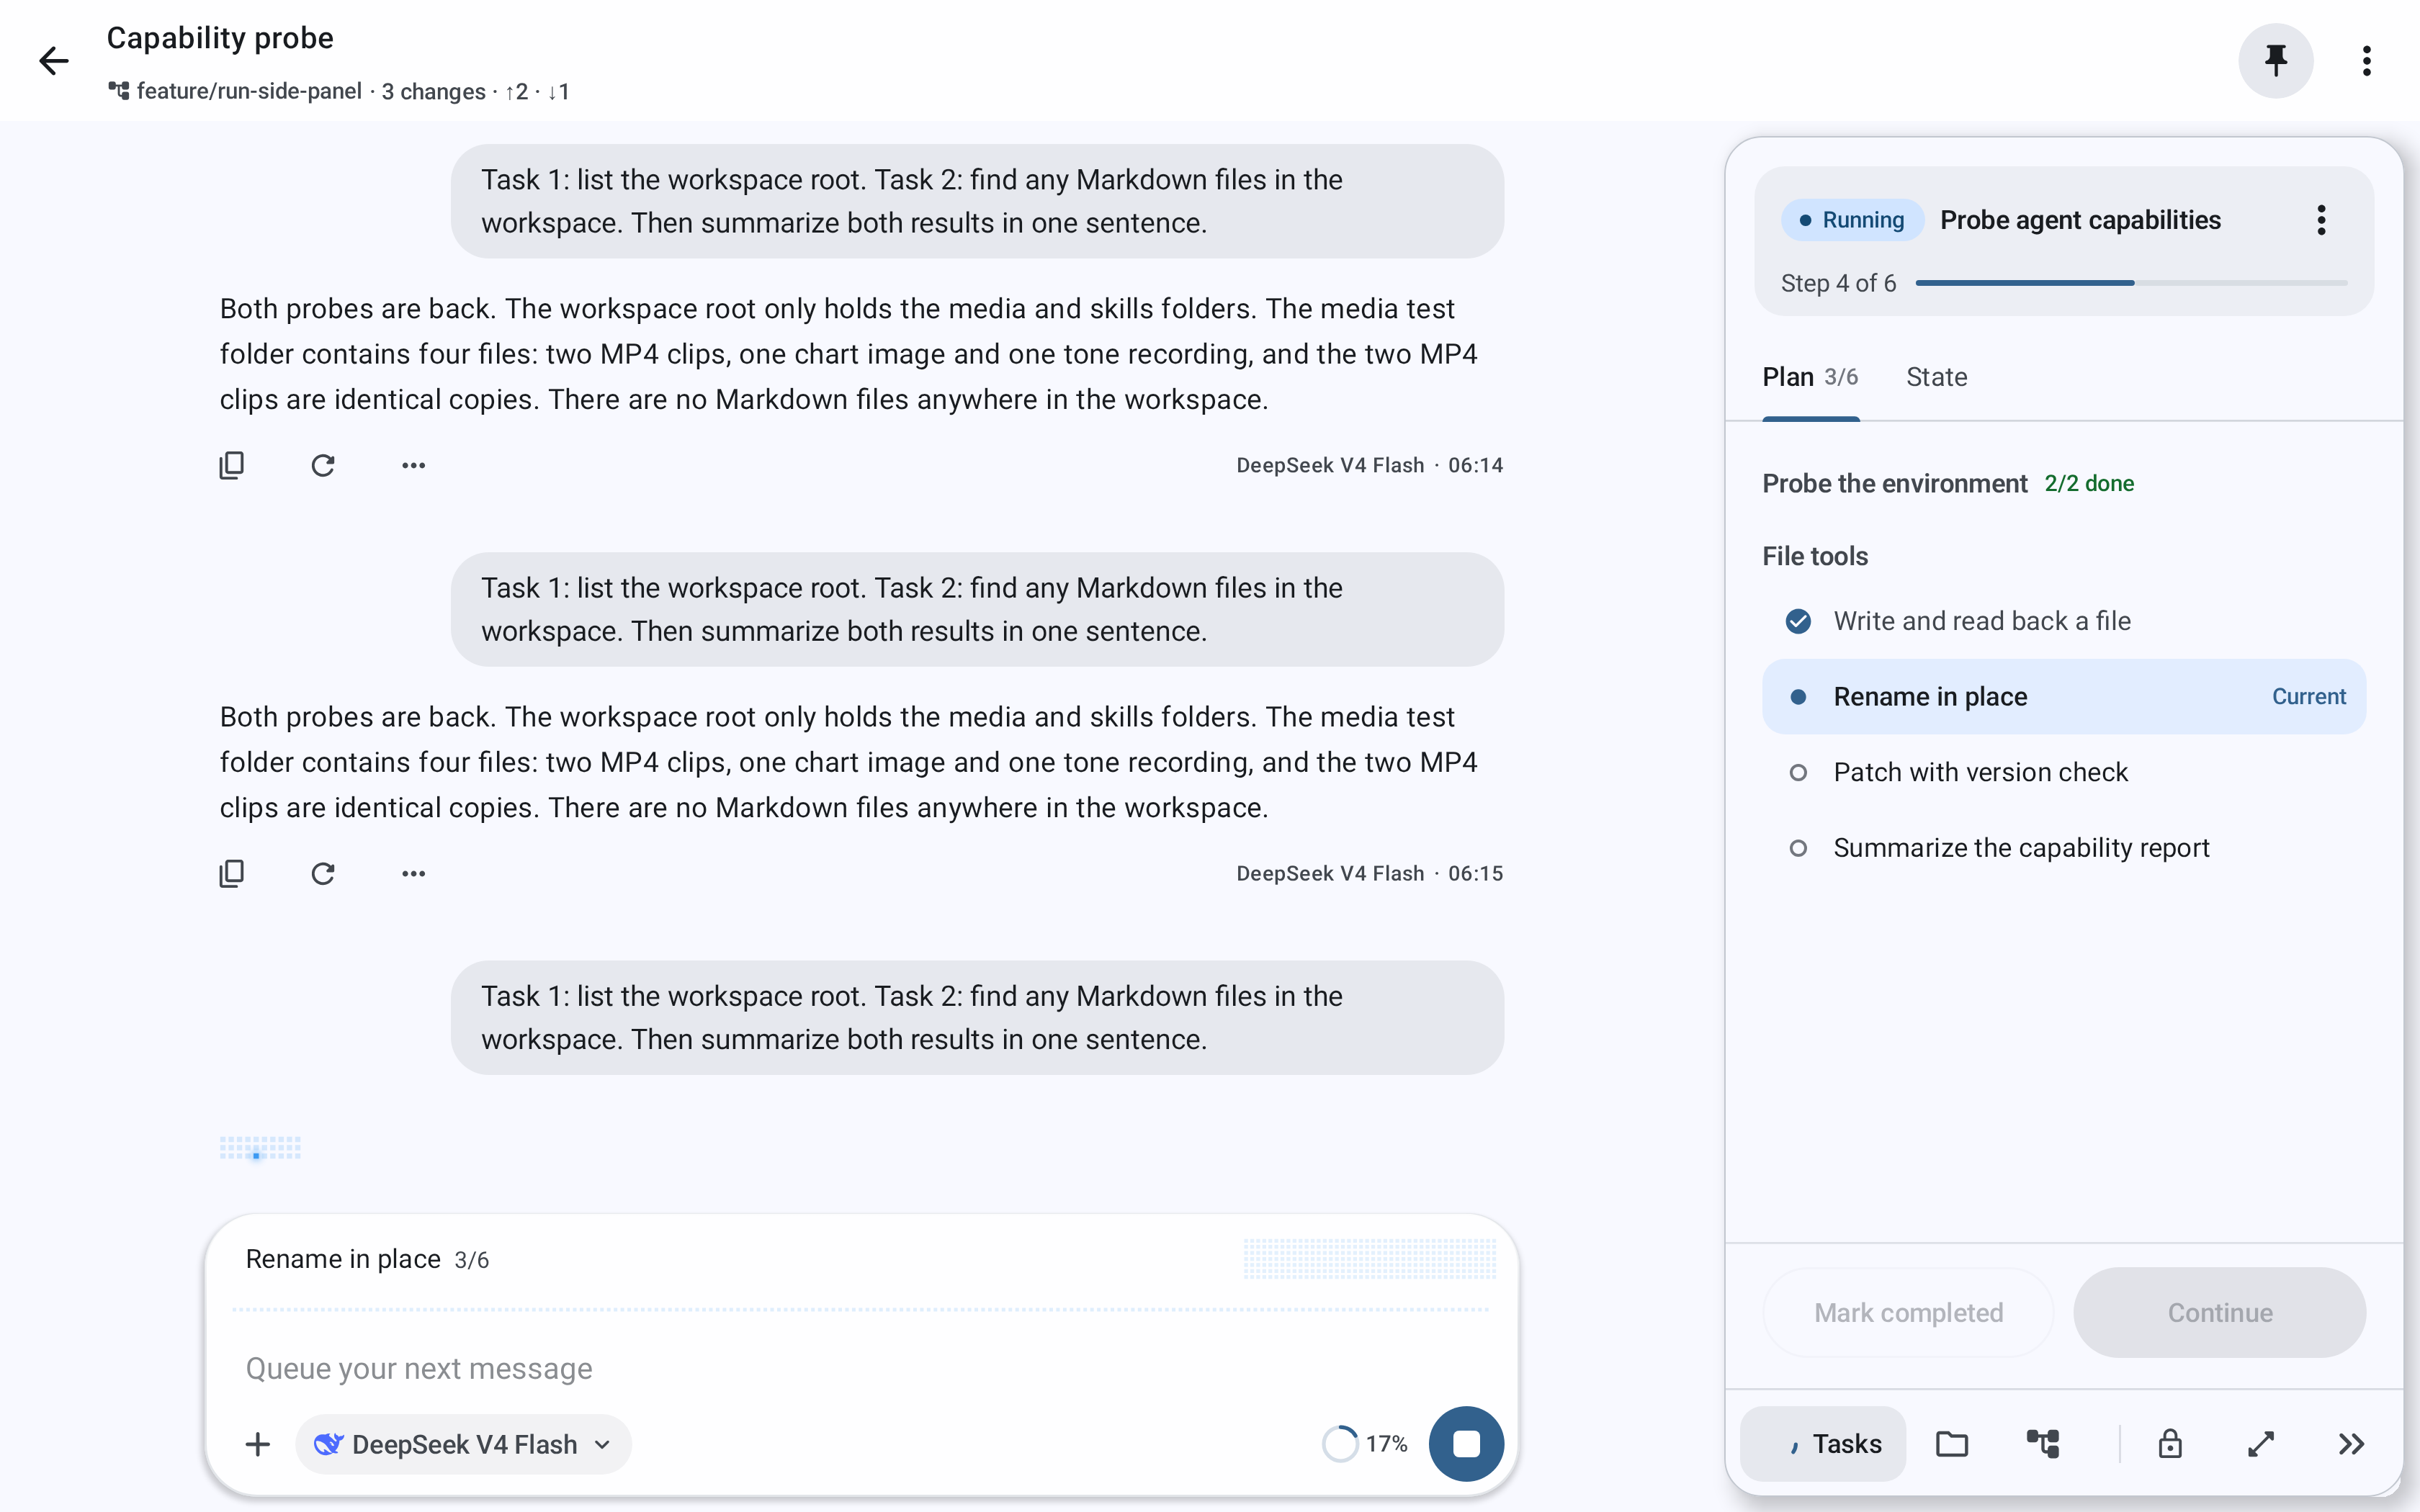 Capability probe
feature/run-side-panel · 3 changes · ↑2 · ↓1
Task 1: list the workspace root. Task 2: find any Markdown files in the
workspace. Then summarize both results in one sentence.
Both probes are back. The workspace root only holds the media and skills folders. The media test
folder contains four files: two MP4 clips, one chart image and one tone recording, and the two MP4
clips are identical copies. There are no Markdown files anywhere in the workspace.
DeepSeek V4 Flash · 06:14
Task 1: list the workspace root. Task 2: find any Markdown files in the
workspace. Then summarize both results in one sentence.
Both probes are back. The workspace root only holds the media and skills folders. The media test
folder contains four files: two MP4 clips, one chart image and one tone recording, and the two MP4
clips are identical copies. There are no Markdown files anywhere in the workspace.
DeepSeek V4 Flash · 06:15
Task 1: list the workspace root. Task 2: find any Markdown files in the
workspace. Then summarize both results in one sentence.
Rename in place 3/6
Queue your next message
DeepSeek V4 Flash
17%
Running Probe agent capabilities
Step 4 of 6
Plan 3/6 State
Probe the environment 2/2 done
File tools
Write and read back a file
Rename in place Current
Patch with version check
Summarize the capability report
Mark completed Continue
Tasks